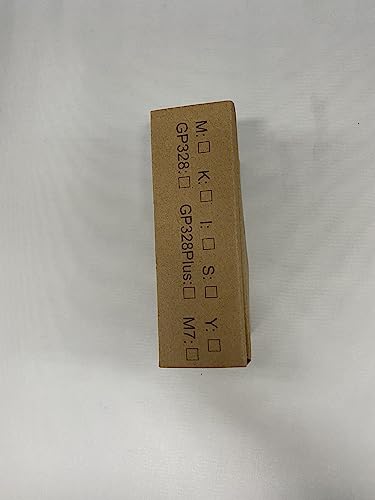 M:☐ K:☐ I:☐ S:☐ Y:☐
GP328:☐ GP328Plus:☐ M7:☐